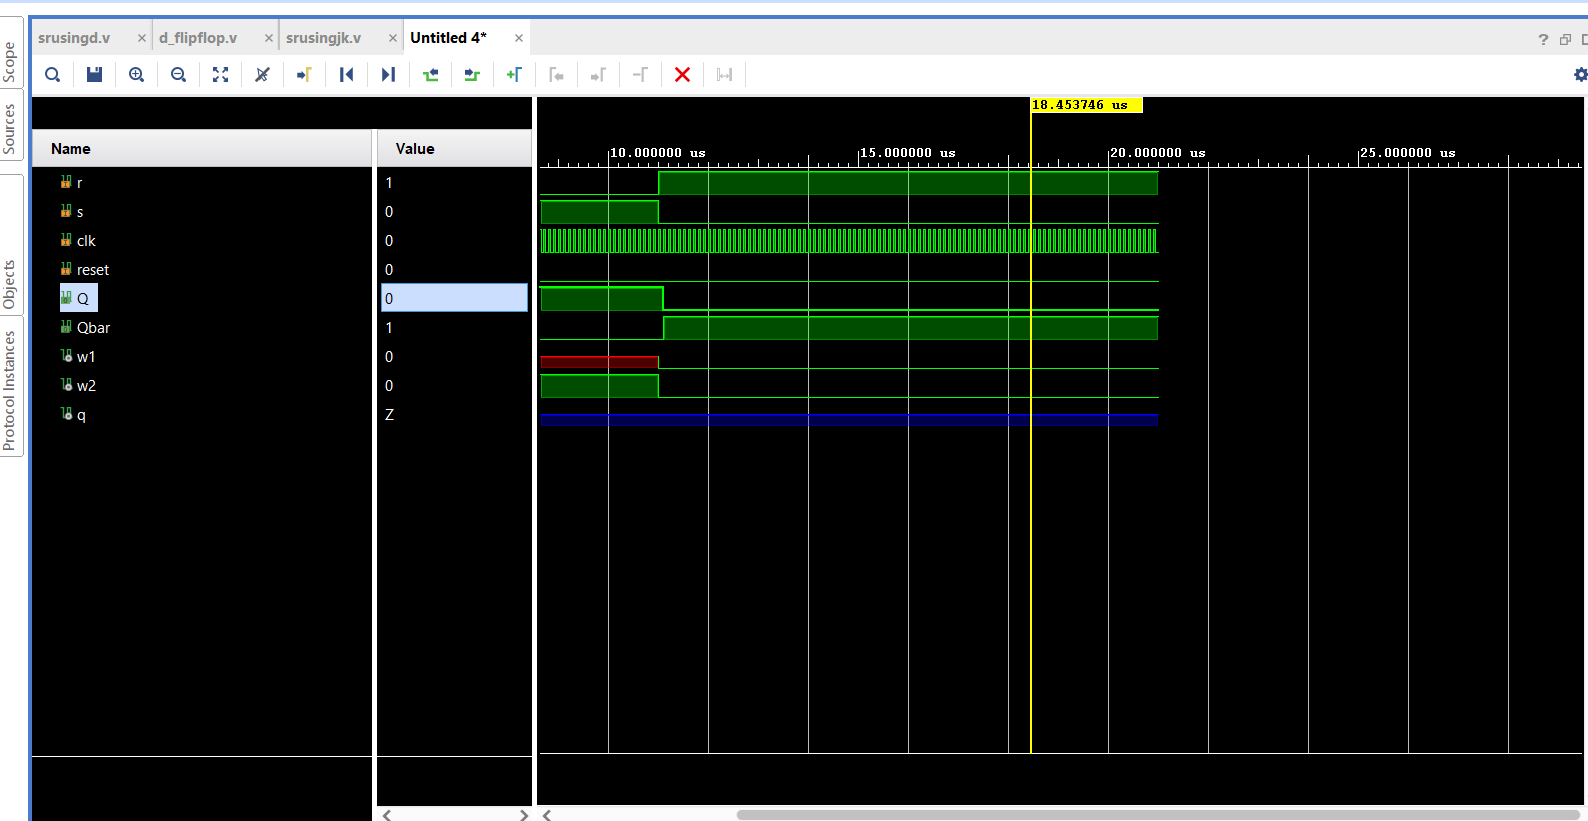 srusingd.v
d_flipflop.v
srusingjk.v
Untitled 4*
Scope
Sources
Objects
Protocol Instances
18.453746 us
Name
Value
10.000000 us
15.000000 us
20.000000 us
25.000000 us
r 1
s 0
clk 0
reset 0
Q 0
Qbar 1
w1 0
w2 0
q Z